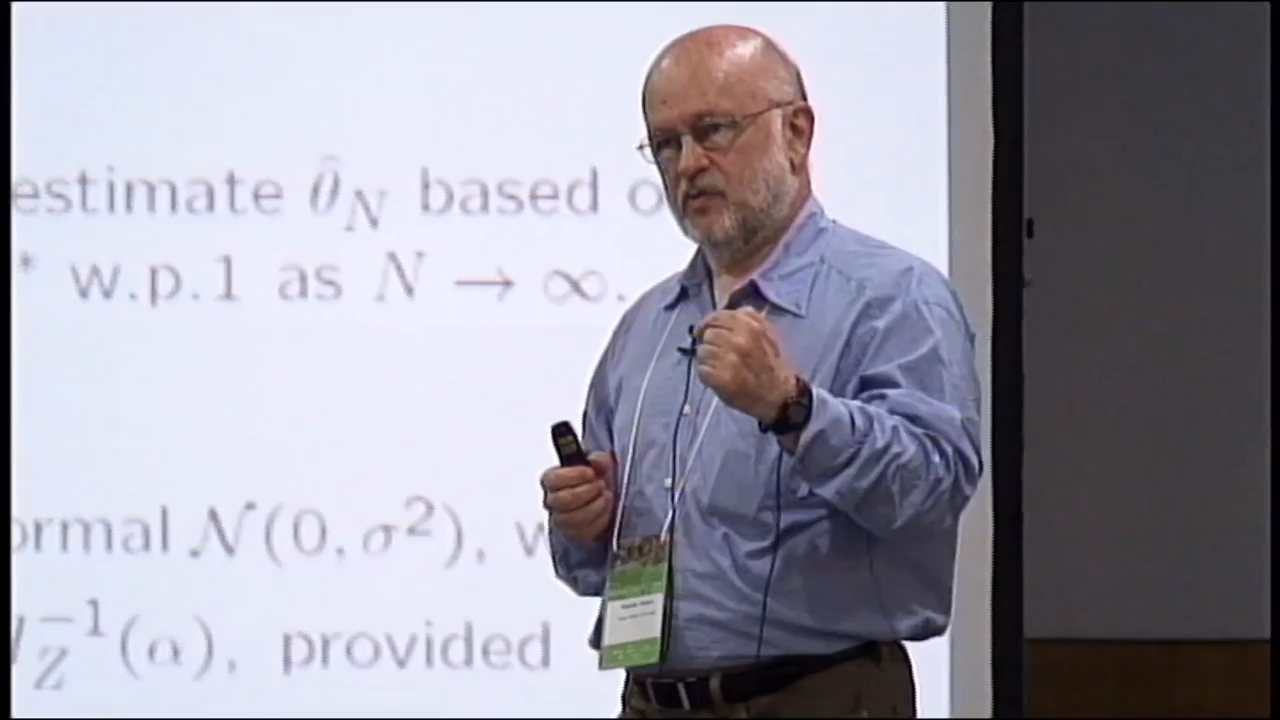 estimate θ̂_N based o
* w.p.1 as N → ∞.
ormal 𝒩(0, σ²), w
_Z^{-1}(α), provided